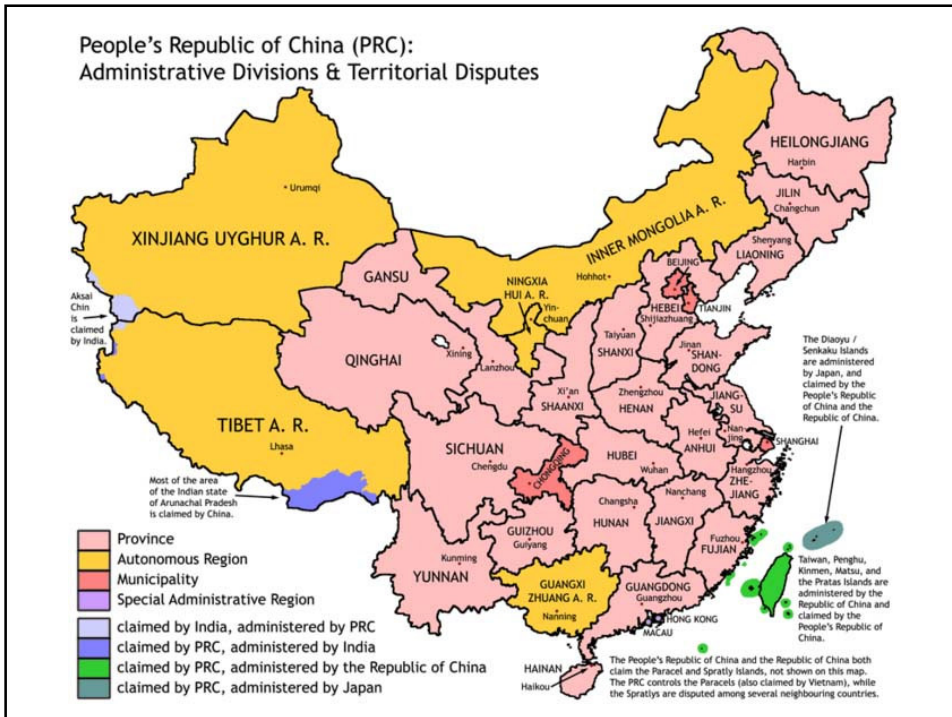 People's Republic of China (PRC):
Administrative Divisions & Territorial Disputes
HEILONGJIANG
Harbin
JILIN
Changchun
Urumqi
XINJIANG UYGHUR A. R.
INNER MONGOLIA A. R.
Shenyang
LIAONING
GANSU
NINGXIA
HUI A. R.
Hohhot
BEIJING
Yin-
chuan
HEBEI
TIANJIN
Shijiazhuang
Aksai
Chin
is
claimed
by India.
Taiyuan
SHANXI
Jinan
SHAN-
DONG
QINGHAI
Xining
Lanzhou
The Diaoyu /
Senkaku Islands
are administered
by Japan, and
claimed by the
People's Republic
of China and the
Republic of China.
Xi'an
SHAANXI
Zhengzhou
HENAN
JIANG-
SU
TIBET A. R.
Lhasa
SICHUAN
Chengdu
CHONGQING
HUBEI
Wuhan
Hefei
ANHUI
Nan-
jing
SHANGHAI
Hangzhou
ZHE-
JIANG
Most of the area
of the Indian state
of Arunachal Pradesh
is claimed by China.
Changsha
HUNAN
Nanchang
JIANGXI
GUIZHOU
Guiyang
Fuzhou
FUJIAN
Kunming
YUNNAN
GUANGXI
ZHUANG A. R.
Nanning
GUANGDONG
Guangzhou
HONG KONG
MACAU
Taiwan, Penghu,
Kinmen, Matsu, and
the Pratas Islands are
administered by the
Republic of China and
claimed by the
People's Republic of
China.
Province
Autonomous Region
Municipality
Special Administrative Region
claimed by India, administered by PRC
claimed by PRC, administered by India
claimed by PRC, administered by the Republic of China
claimed by PRC, administered by Japan
HAINAN
Haikou
The People's Republic of China and the Republic of China both
claim the Paracel and Spratly Islands, not shown on this map.
The PRC controls the Paracels (also claimed by Vietnam), while
the Spratlys are disputed among several neighbouring countries.